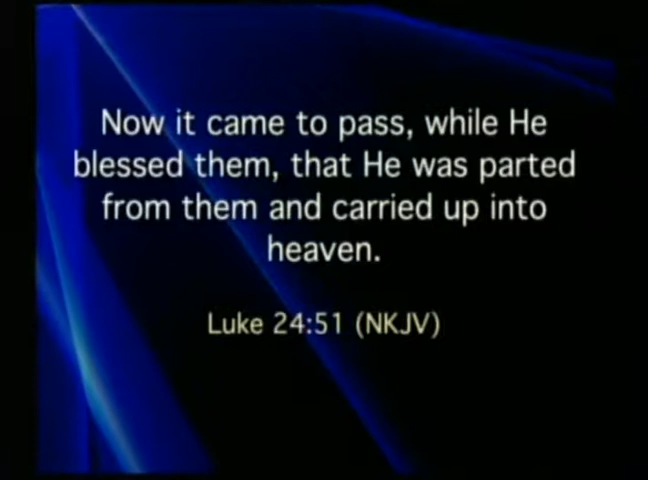 Now it came to pass, while He
blessed them, that He was parted
from them and carried up into
heaven.
Luke 24:51 (NKJV)